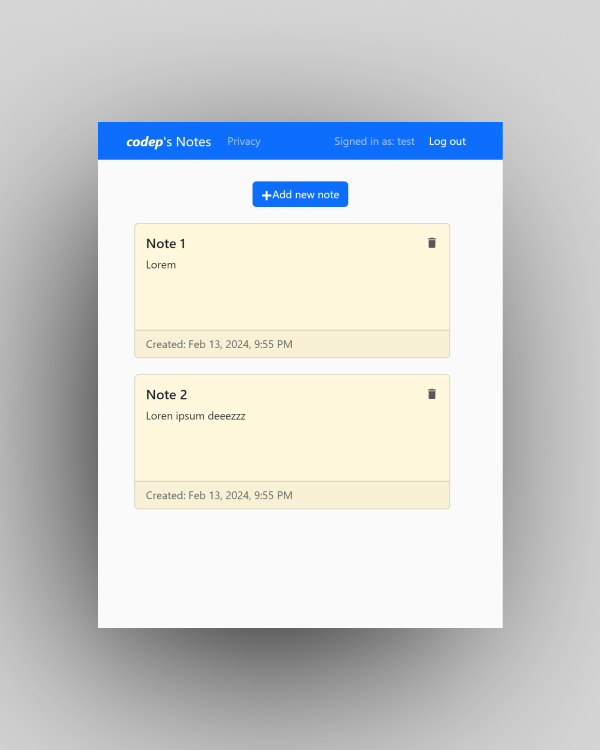 codep's Notes Privacy Signed in as: test Log out
+Add new note
Note 1
Lorem
Created: Feb 13, 2024, 9:55 PM
Note 2
Loren ipsum deeezzz
Created: Feb 13, 2024, 9:55 PM